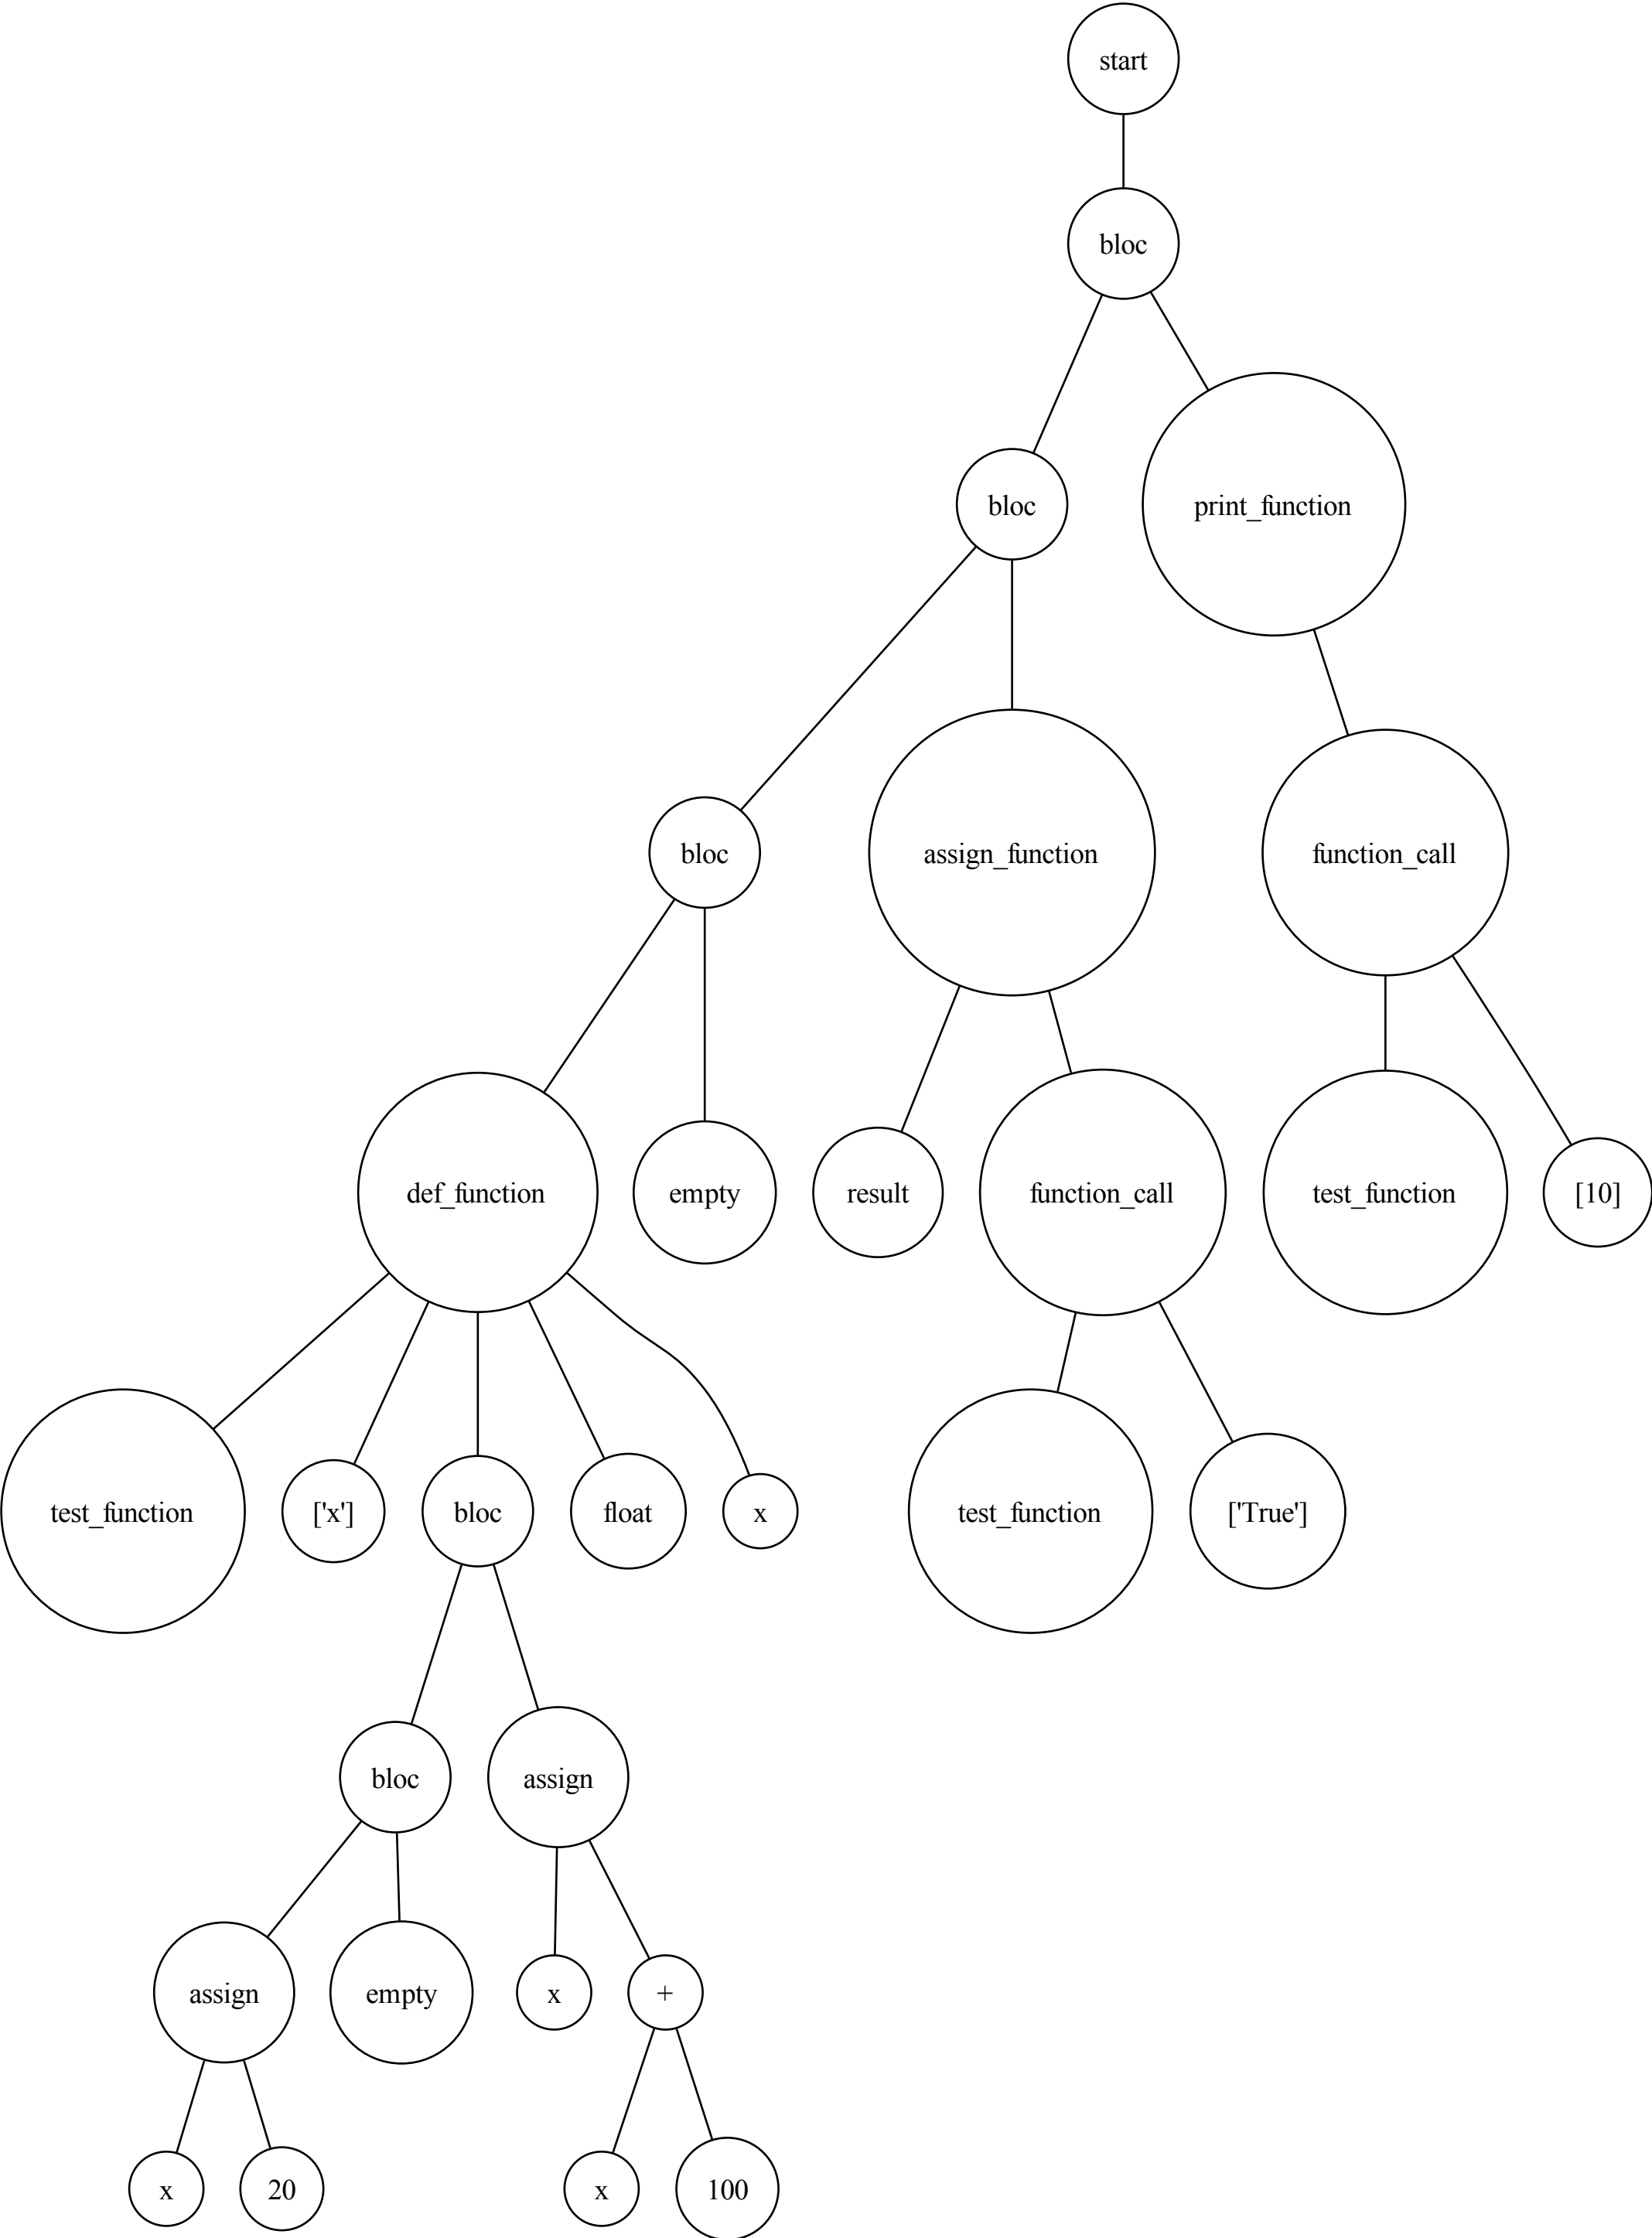 start
bloc
bloc
print_function
bloc
assign_function
function_call
def_function
empty
result
function_call
test_function
[10]
test_function
['x']
bloc
float
x
test_function
['True']
bloc
assign
assign
empty
x
+
x
20
x
100